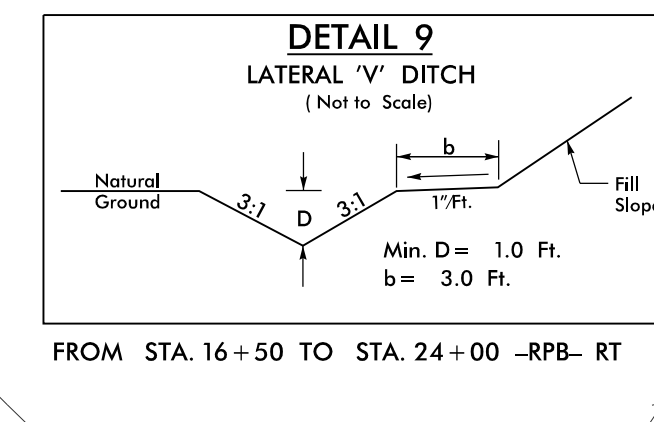 DETAIL 9
LATERAL 'V' DITCH
( Not to Scale)
b
Natural
Ground
3:1
D
3:1
1"/Ft.
Fill
Slope
Min. D = 1.0 Ft.
b = 3.0 Ft.
FROM STA. 16+50 TO STA. 24+00 –RPB– RT